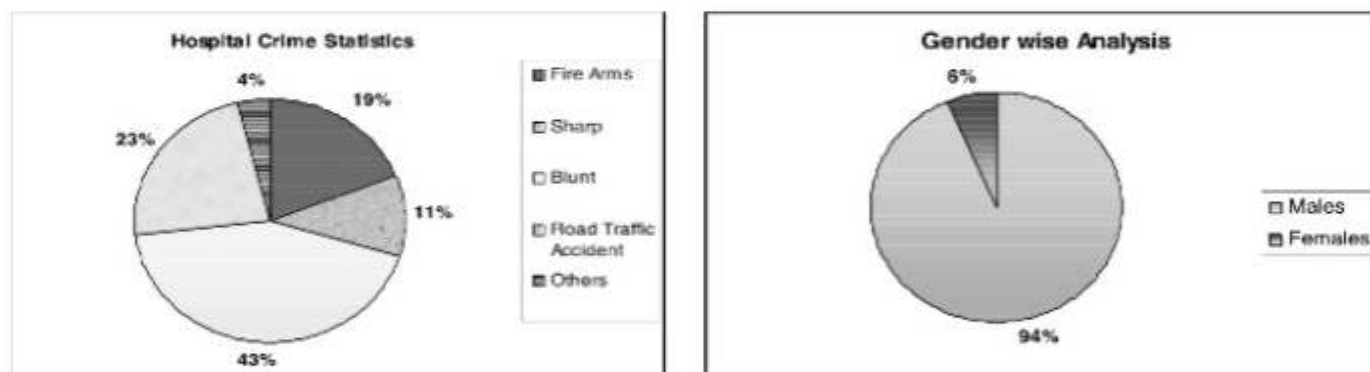 Hospital Crime Statistics
4%
19%
23%
11%
43%
Fire Arms
Sharp
Blunt
Road Traffic
Accident
Others
Gender wise Analysis
6%
94%
Males
Females